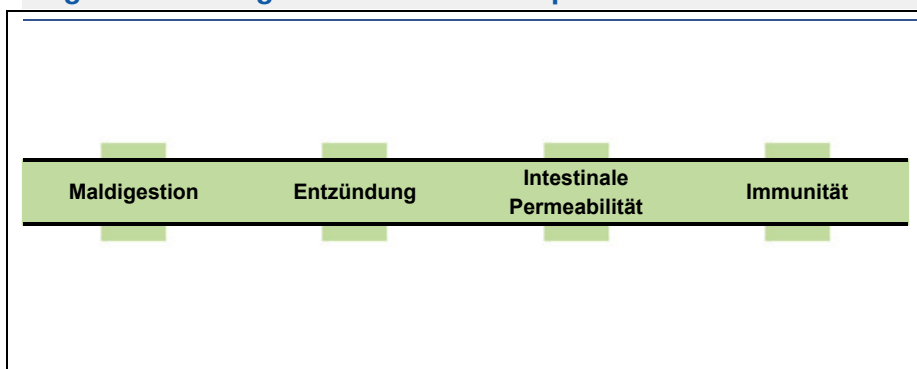 Maldigestion
Entzündung
Intestinale
Permeabilität
Immunität